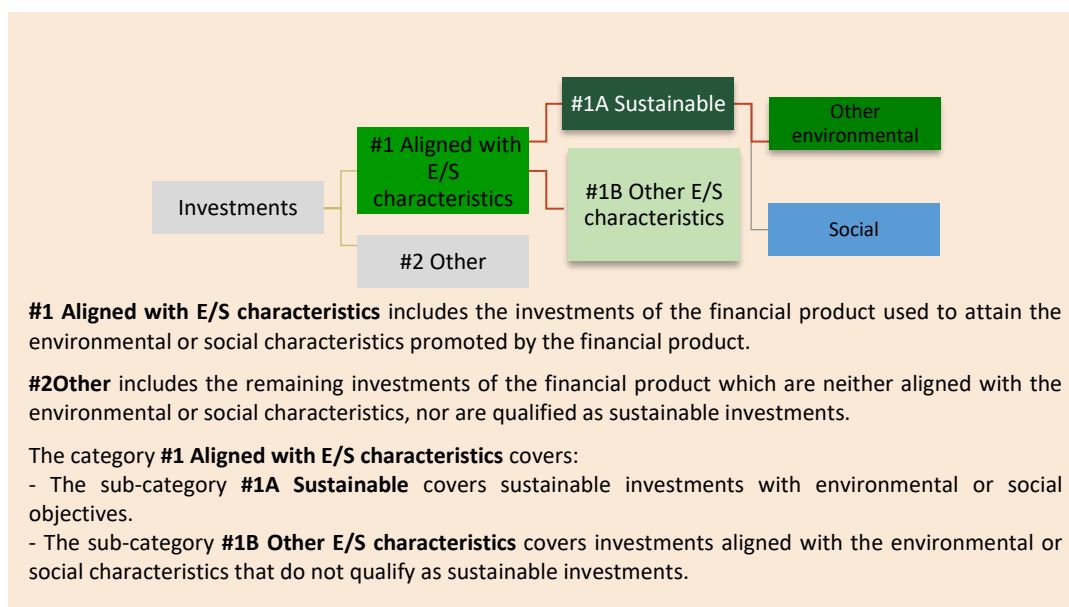 #1A Sustainable
Other
environmental
#1 Aligned with
E/S
characteristics
#1B Other E/S
characteristics
Investments
Social
#2 Other
#1 Aligned with E/S characteristics includes the investments of the financial product used to attain the
environmental or social characteristics promoted by the financial product.
#2Other includes the remaining investments of the financial product which are neither aligned with the
environmental or social characteristics, nor are qualified as sustainable investments.
The category #1 Aligned with E/S characteristics covers:
- The sub-category #1A Sustainable covers sustainable investments with environmental or social
objectives.
- The sub-category #1B Other E/S characteristics covers investments aligned with the environmental or
social characteristics that do not qualify as sustainable investments.